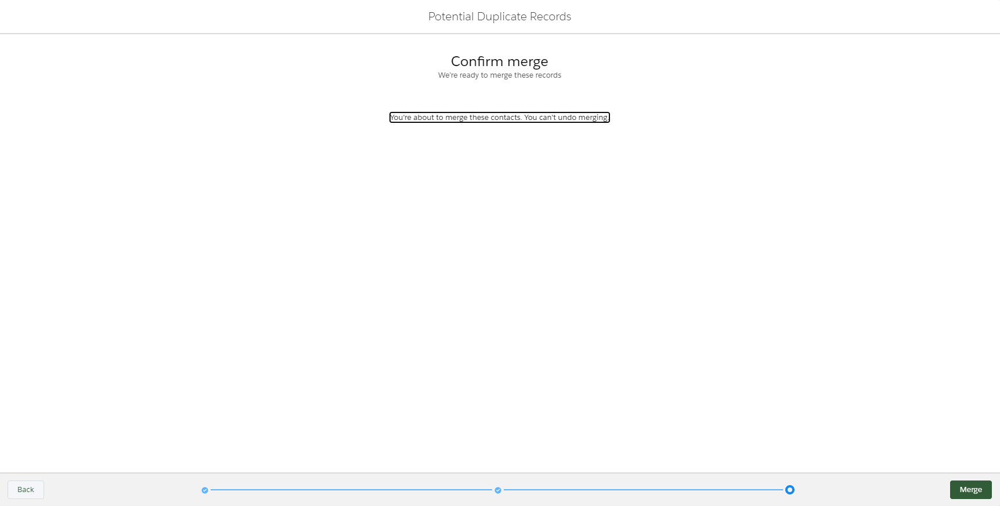 Potential Duplicate Records
Confirm merge
We're ready to merge these records
You're about to merge these contacts. You can't undo merging.
Back
Merge